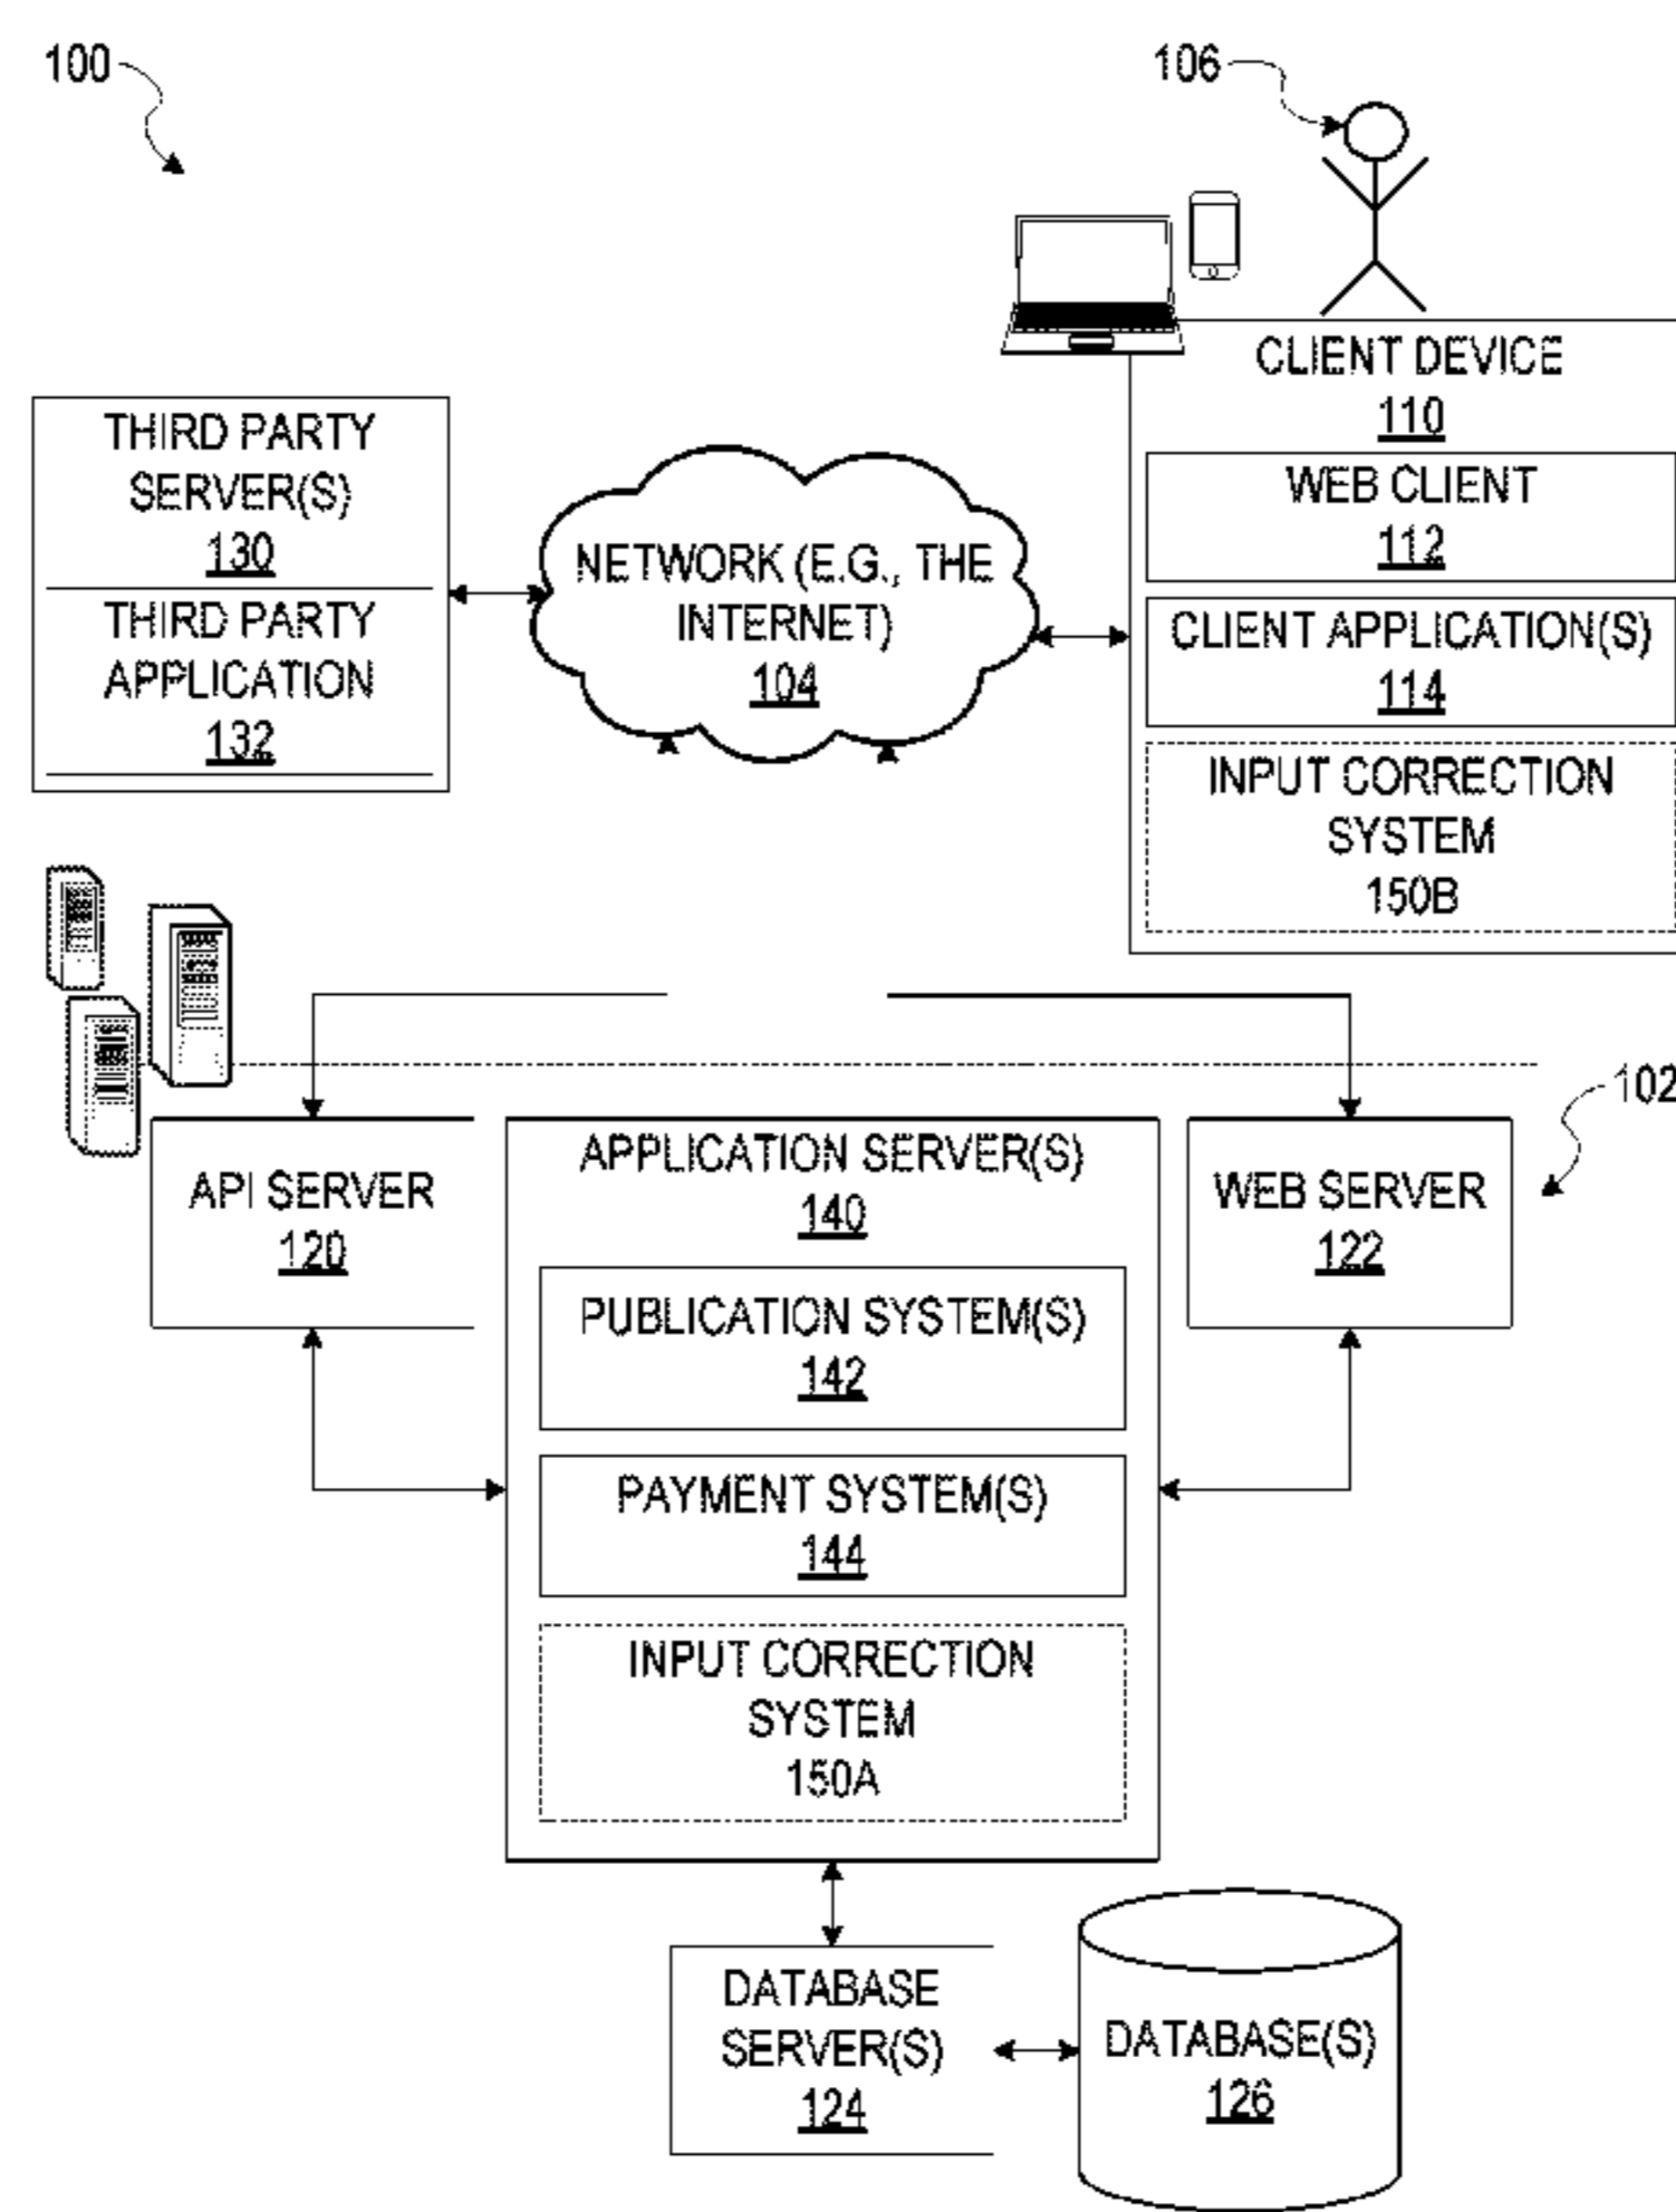 100
106
CLIENT DEVICE
110
WEB CLIENT
112
CLIENT APPLICATION(S)
114
INPUT CORRECTION
SYSTEM
150B
THIRD PARTY
SERVER(S)
130
THIRD PARTY
APPLICATION
132
NETWORK (E.G., THE
INTERNET)
104
102
API SERVER
120
APPLICATION SERVER(S)
140
PUBLICATION SYSTEM(S)
142
PAYMENT SYSTEM(S)
144
INPUT CORRECTION
SYSTEM
150A
WEB SERVER
122
DATABASE
SERVER(S)
124
DATABASE(S)
126